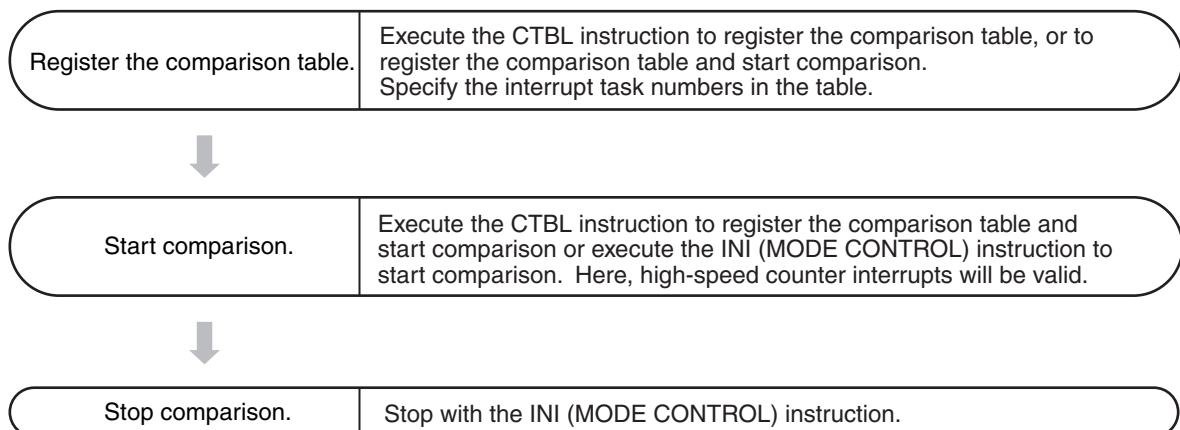 Register the comparison table.
Execute the CTBL instruction to register the comparison table, or to
register the comparison table and start comparison.
Specify the interrupt task numbers in the table.
Start comparison.
Execute the CTBL instruction to register the comparison table and
start comparison or execute the INI (MODE CONTROL) instruction to
start comparison.  Here, high-speed counter interrupts will be valid.
Stop comparison.
Stop with the INI (MODE CONTROL) instruction.